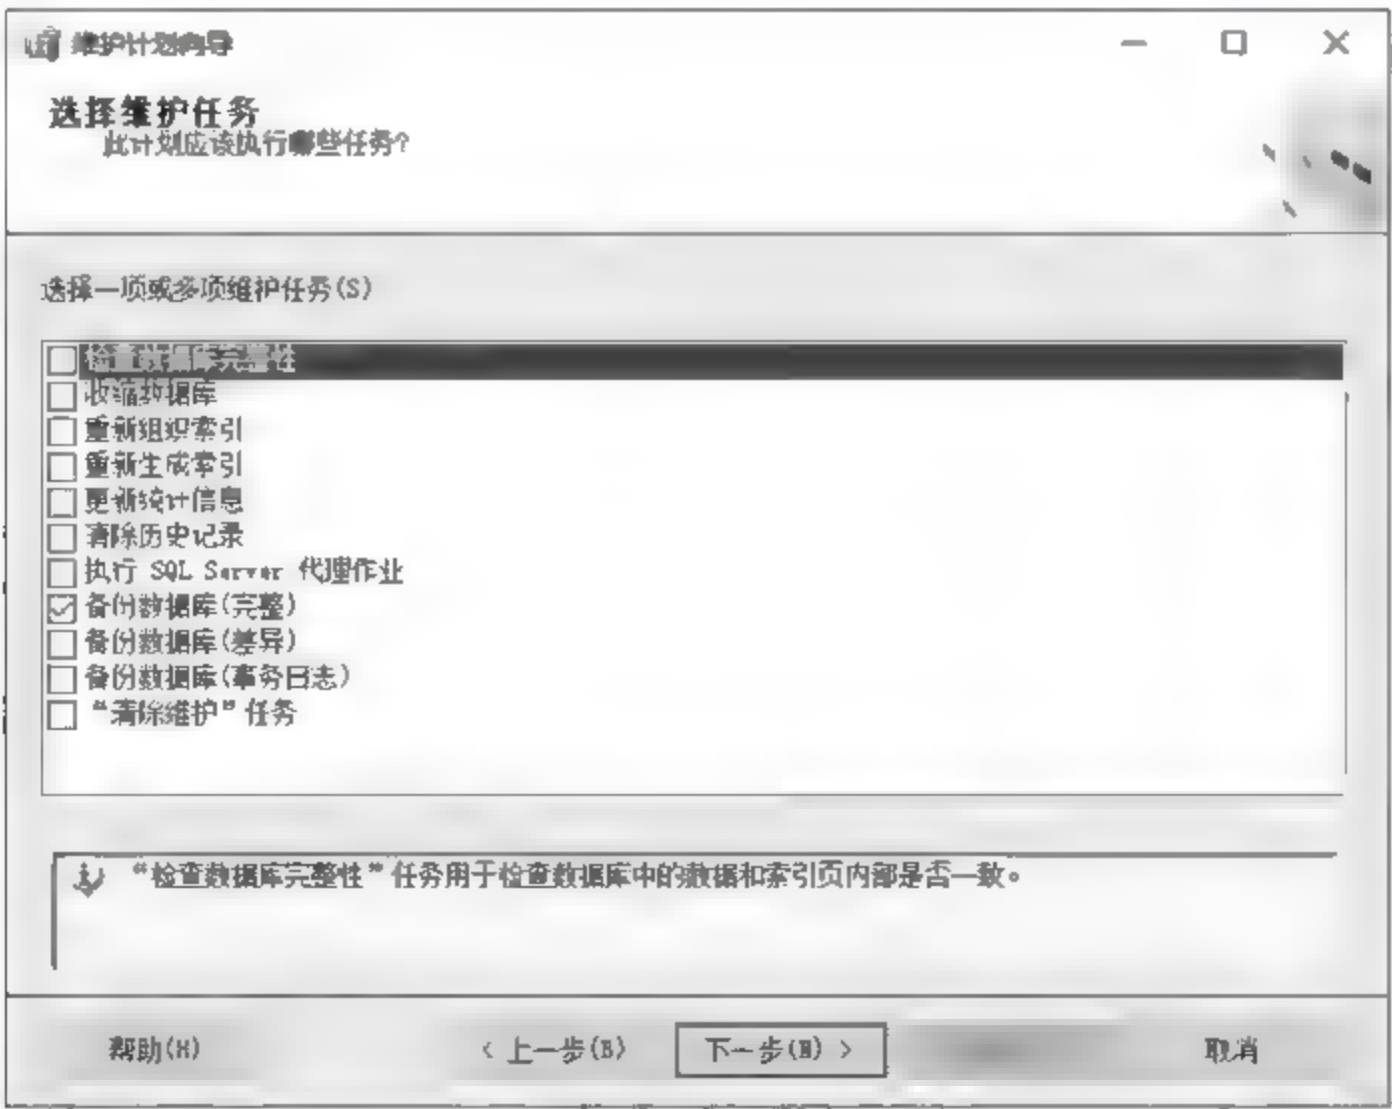 维护计划向导
选择维护任务
此计划应该执行哪些任务?
选择一项或多项维护任务(S)
检查数据库完整性
收缩数据库
重新组织索引
重新生成索引
更新统计信息
清除历史记录
执行 SQL Server 代理作业
备份数据库(完整)
备份数据库(差异)
备份数据库(事务日志)
“清除维护”任务
“检查数据库完整性”任务用于检查数据库中的数据和索引页内部是否一致。
帮助(H)
< 上一步(B)
下一步(N) >
取消